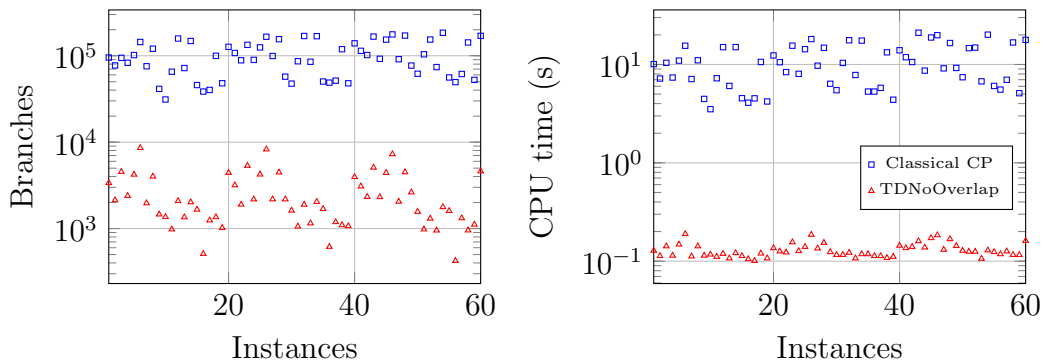 Branches
10^5
10^4
10^3
20
40
60
Instances
CPU time (s)
10^1
10^0
10^−1
20
40
60
Instances
Classical CP
TDNoOverlap